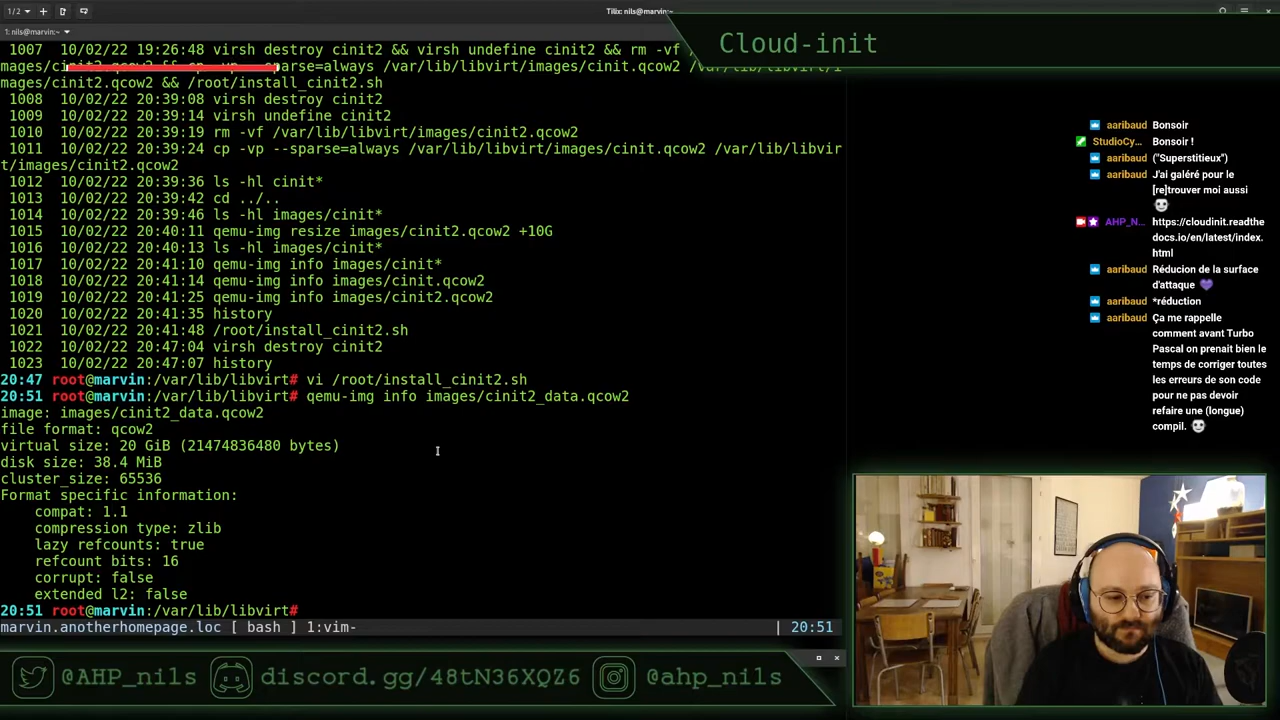 1/2
Tilix: nils@marvin:~
1: nils@marvin:~
Cloud-init
1007 10/02/22 19:26:48 virsh destroy cinit2 && virsh undefine cinit2 && rm -vf
mages/cinit2.qcow2 && cp -vp --sparse=always /var/lib/libvirt/images/cinit.qcow2 /var/lib/libvirt/i
mages/cinit2.qcow2 && /root/install_cinit2.sh
1008 10/02/22 20:39:08 virsh destroy cinit2
1009 10/02/22 20:39:14 virsh undefine cinit2
1010 10/02/22 20:39:19 rm -vf /var/lib/libvirt/images/cinit2.qcow2
1011 10/02/22 20:39:24 cp -vp --sparse=always /var/lib/libvirt/images/cinit.qcow2 /var/lib/libvir
t/images/cinit2.qcow2
1012 10/02/22 20:39:36 ls -hl cinit*
1013 10/02/22 20:39:42 cd ../..
1014 10/02/22 20:39:46 ls -hl images/cinit*
1015 10/02/22 20:40:11 qemu-img resize images/cinit2.qcow2 +10G
1016 10/02/22 20:40:13 ls -hl images/cinit*
1017 10/02/22 20:41:10 qemu-img info images/cinit*
1018 10/02/22 20:41:14 qemu-img info images/cinit.qcow2
1019 10/02/22 20:41:25 qemu-img info images/cinit2.qcow2
1020 10/02/22 20:41:35 history
1021 10/02/22 20:41:48 /root/install_cinit2.sh
1022 10/02/22 20:47:04 virsh destroy cinit2
1023 10/02/22 20:47:07 history
20:47 root@marvin:/var/lib/libvirt# vi /root/install_cinit2.sh
20:51 root@marvin:/var/lib/libvirt# qemu-img info images/cinit2_data.qcow2
image: images/cinit2_data.qcow2
file format: qcow2
virtual size: 20 GiB (21474836480 bytes)
disk size: 38.4 MiB
cluster_size: 65536
Format specific information:
compat: 1.1
compression type: zlib
lazy refcounts: true
refcount bits: 16
corrupt: false
extended l2: false
20:51 root@marvin:/var/lib/libvirt#
marvin.anotherhomepage.loc [ bash ] 1:vim- | 20:51
aaribaud Bonsoir
StudioCy... Bonsoir !
aaribaud ("Superstitieux")
aaribaud J'ai galéré pour le
[re]trouver moi aussi
AHP_N... https://cloudinit.readthe
docs.io/en/latest/index.
html
aaribaud Réducion de la surface
d'attaque
aaribaud *réduction
aaribaud Ça me rappelle
comment avant Turbo
Pascal on prenait bien le
temps de corriger toutes
les erreurs de son code
pour ne pas devoir
refaire une (longue)
compil.
@AHP_nils discord.gg/48tN36XQZ6 @ahp_nils